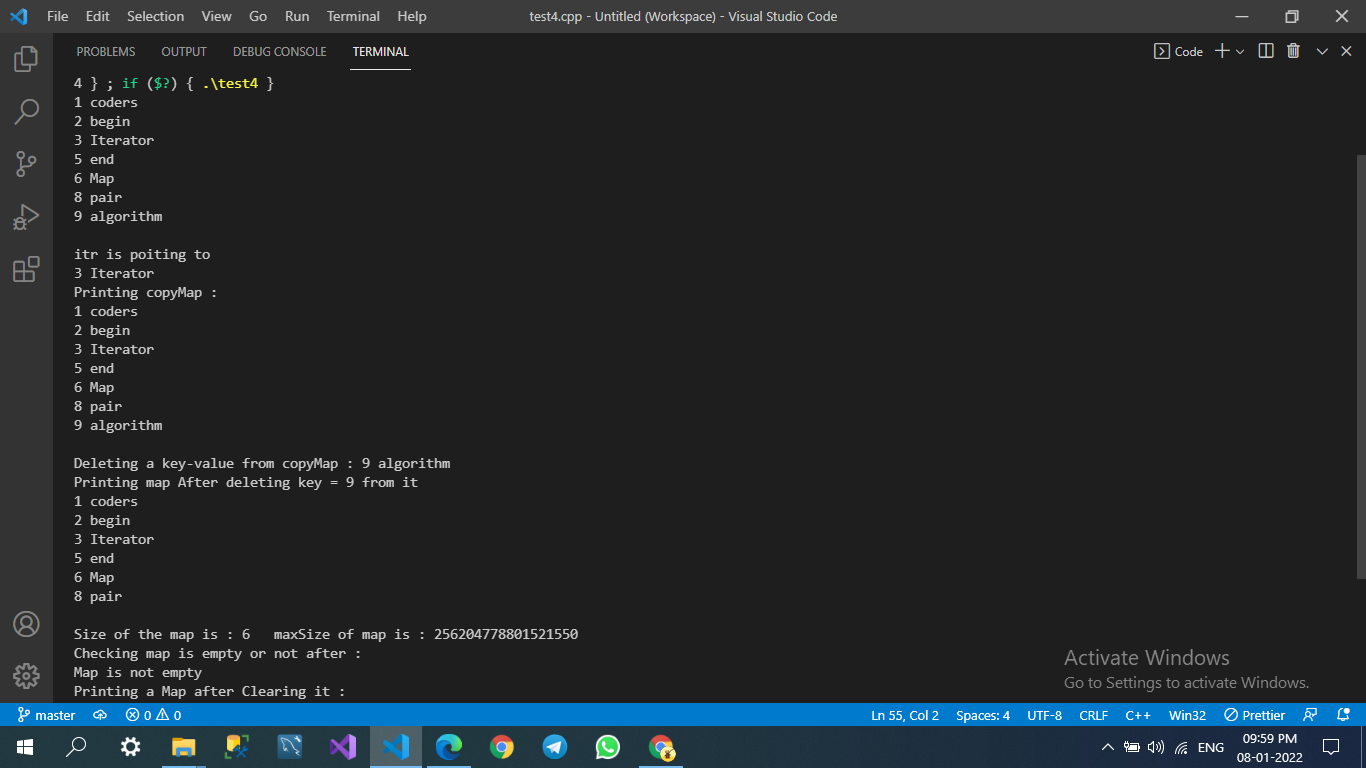 File Edit Selection View Go Run Terminal Help test4.cpp - Untitled (Workspace) - Visual Studio Code
PROBLEMS OUTPUT DEBUG CONSOLE TERMINAL Code
4 } ; if ($?) { .\test4 }
1 coders
2 begin
3 Iterator
5 end
6 Map
8 pair
9 algorithm
itr is poiting to
3 Iterator
Printing copyMap :
1 coders
2 begin
3 Iterator
5 end
6 Map
8 pair
9 algorithm
Deleting a key-value from copyMap : 9 algorithm
Printing map After deleting key = 9 from it
1 coders
2 begin
3 Iterator
5 end
6 Map
8 pair
Size of the map is : 6   maxSize of map is : 256204778801521550
Checking map is empty or not after :
Map is not empty
Printing a Map after Clearing it :
Activate Windows
Go to Settings to activate Windows.
master 0 0 Ln 55, Col 2 Spaces: 4 UTF-8 CRLF C++ Win32 Prettier
ENG 09:59 PM
08-01-2022